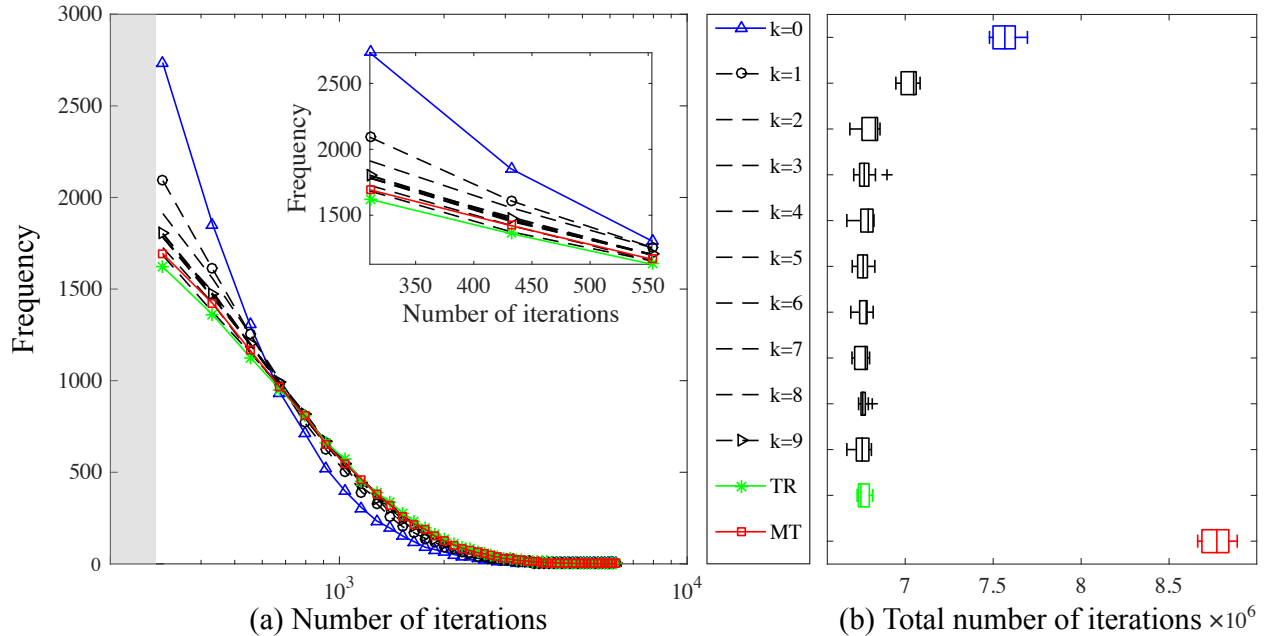 3000
2500
2000
1500
1000
500
0
Frequency
10³
10⁴
(a) Number of iterations
2500
2000
1500
Frequency
350
400
450
500
550
Number of iterations
k=0
k=1
k=2
k=3
k=4
k=5
k=6
k=7
k=8
k=9
TR
MT
7
7.5
8
8.5
(b) Total number of iterations ×10⁶